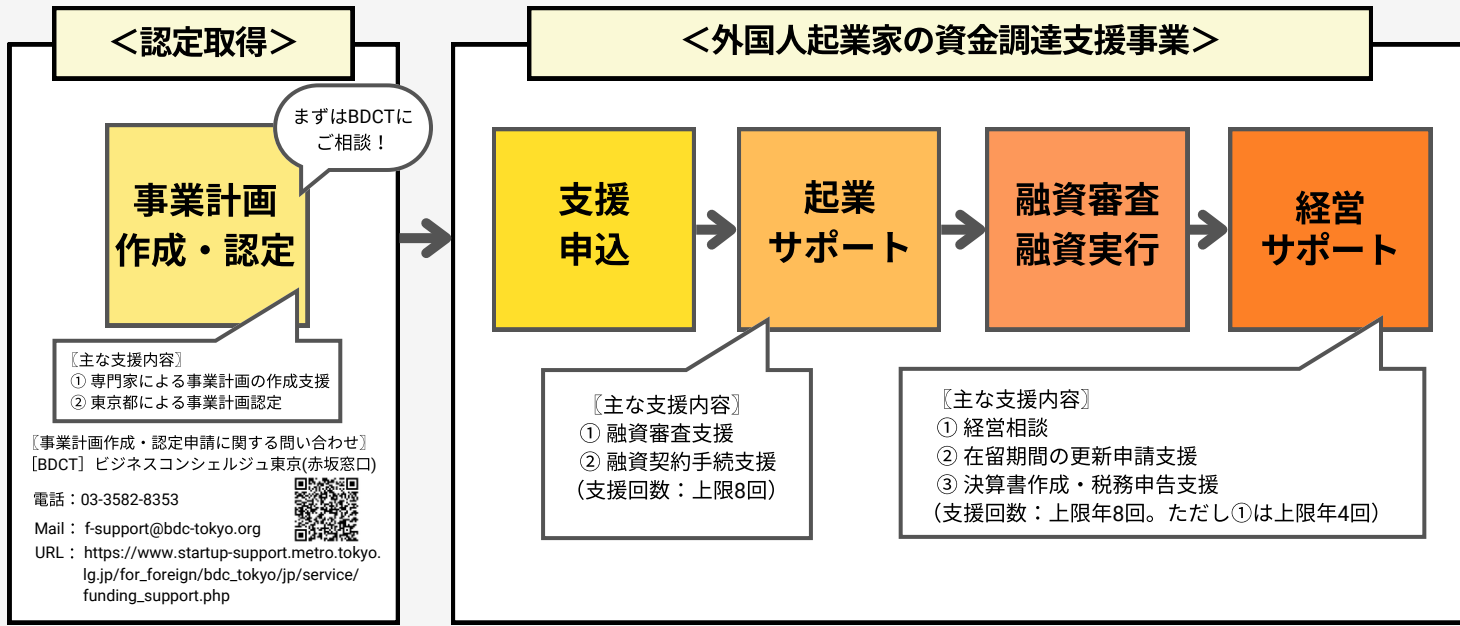 ＜認定取得＞
まずはBDCTに
ご相談！
事業計画
作成・認定
〖主な支援内容〗
① 専門家による事業計画の作成支援
② 東京都による事業計画認定
〖事業計画作成・認定申請に関する問い合わせ〗
［BDCT］ビジネスコンシェルジュ東京(赤坂窓口)
電話：03-3582-8353
Mail： f-support@bdc-tokyo.org
URL： https://www.startup-support.metro.tokyo.
lg.jp/for_foreign/bdc_tokyo/jp/service/
funding_support.php
＜外国人起業家の資金調達支援事業＞
支援
申込
起業
サポート
〖主な支援内容〗
① 融資審査支援
② 融資契約手続支援
（支援回数：上限8回）
融資審査
融資実行
経営
サポート
〖主な支援内容〗
① 経営相談
② 在留期間の更新申請支援
③ 決算書作成・税務申告支援
（支援回数：上限年8回。ただし①は上限年4回）